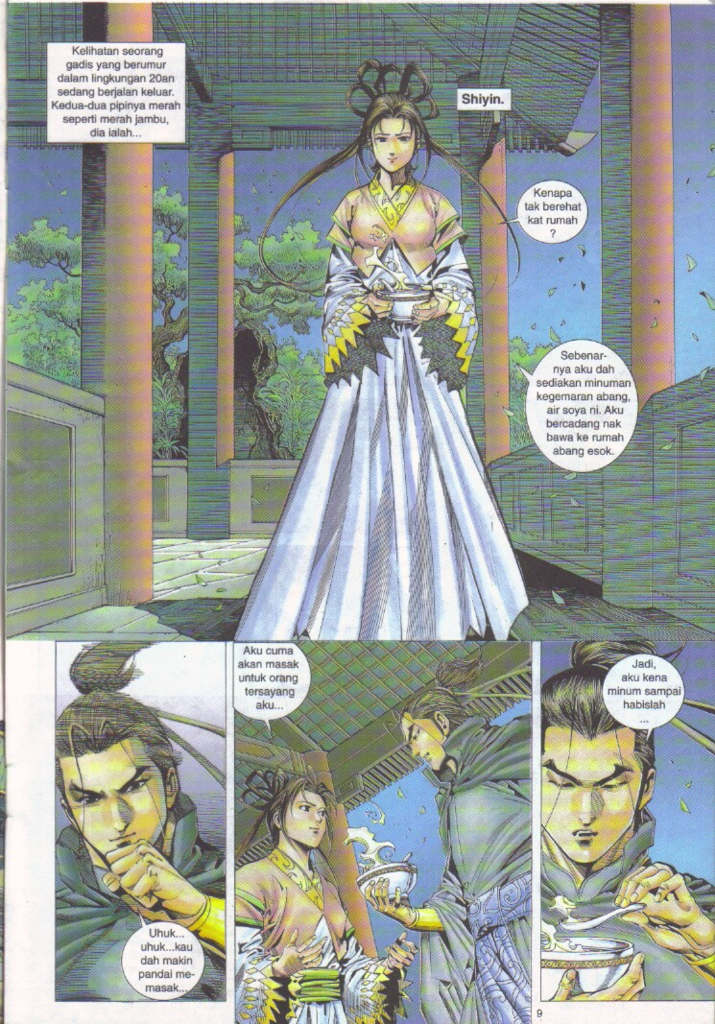 Kelihatan seorang
gadis yang berumur
dalam lingkungan 20an
sedang berjalan keluar.
Kedua-dua pipinya merah
seperti merah jambu,
dia ialah...
Shiyin.
Kenapa
tak berehat
kat rumah
?
Sebenar-
nya aku dah
sediakan minuman
kegemaran abang,
air soya ni. Aku
bercadang nak
bawa ke rumah
abang esok.
Uhuk...
uhuk...kau
dah makin
pandai me-
masak...
Aku cuma
akan masak
untuk orang
tersayang
aku...
Jadi,
aku kena
minum sampai
habislah
...
9